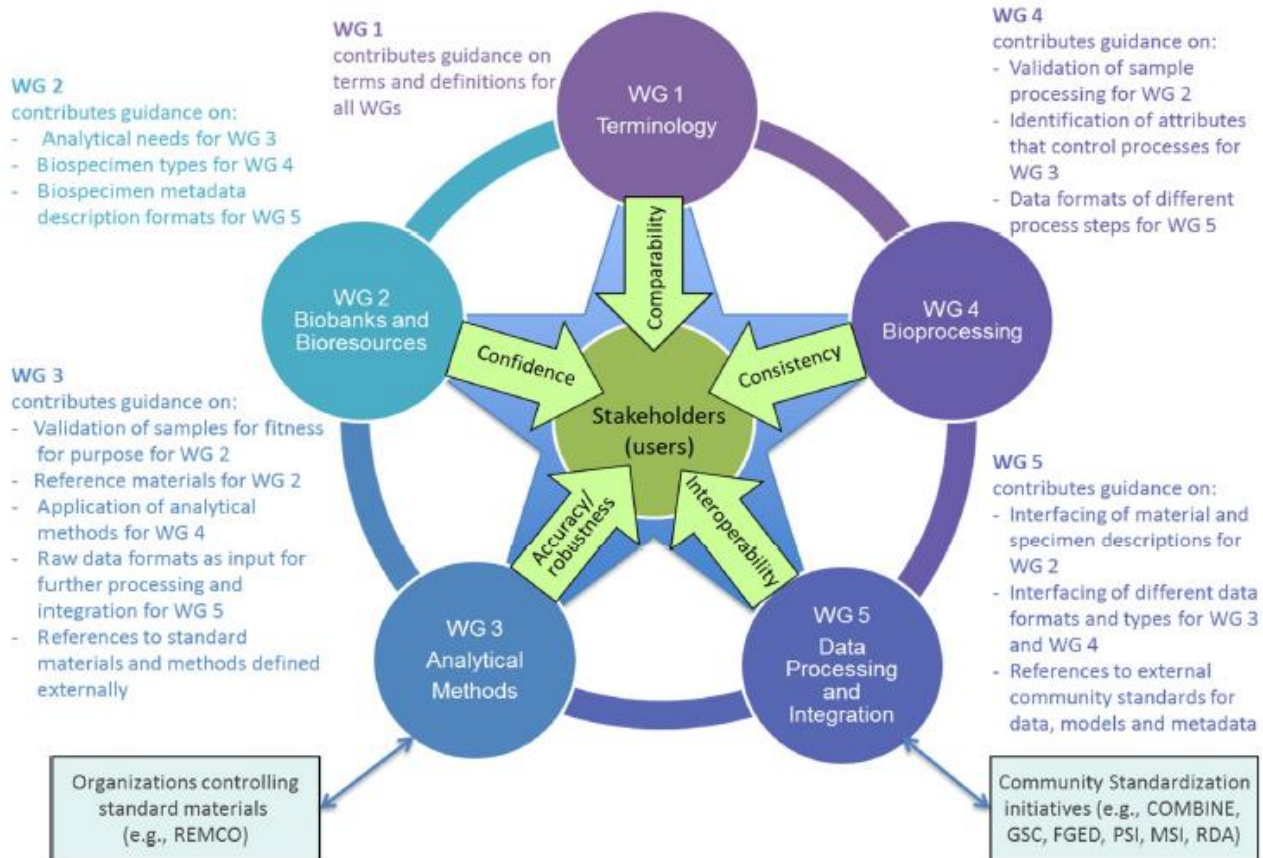 WG 1
contributes guidance on
terms and definitions for
all WGs
WG 2
contributes guidance on:
- Analytical needs for WG 3
- Biospecimen types for WG 4
- Biospecimen metadata
description formats for WG 5
WG 3
contributes guidance on:
- Validation of samples for fitness
for purpose for WG 2
- Reference materials for WG 2
- Application of analytical
methods for WG 4
- Raw data formats as input for
further processing and
integration for WG 5
- References to standard
materials and methods defined
externally
WG 4
contributes guidance on:
- Validation of sample
processing for WG 2
- Identification of attributes
that control processes for
WG 3
- Data formats of different
process steps for WG 5
WG 5
contributes guidance on:
- Interfacing of material and
specimen descriptions for
WG 2
- Interfacing of different data
formats and types for WG 3
and WG 4
- References to external
community standards for
data, models and metadata
WG 1
Terminology
WG 2
Biobanks and
Bioresources
WG 4
Bioprocessing
WG 3
Analytical
Methods
WG 5
Data
Processing
and
Integration
Comparability
Confidence
Consistency
Accuracy/
robustness
Interoperability
Stakeholders
(users)
Organizations controlling
standard materials
(e.g., REMCO)
Community Standardization
initiatives (e.g., COMBINE,
GSC, FGED, PSI, MSI, RDA)